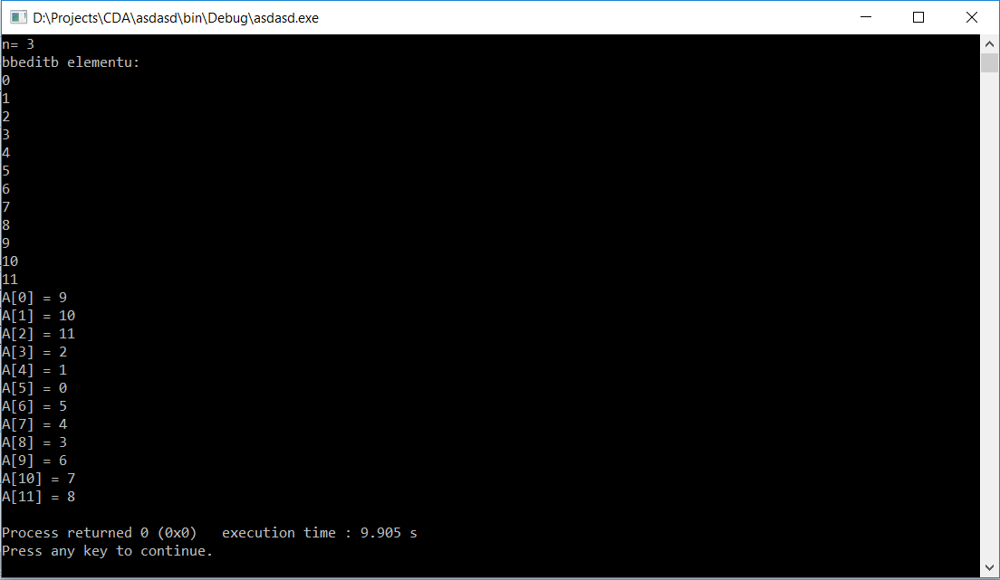 D:\Projects\CDA\asdasd\bin\Debug\asdasd.exe
n= 3
bbeditb elementu:
0
1
2
3
4
5
6
7
8
9
10
11
A[0] = 9
A[1] = 10
A[2] = 11
A[3] = 2
A[4] = 1
A[5] = 0
A[6] = 5
A[7] = 4
A[8] = 3
A[9] = 6
A[10] = 7
A[11] = 8
Process returned 0 (0x0)   execution time : 9.905 s
Press any key to continue.